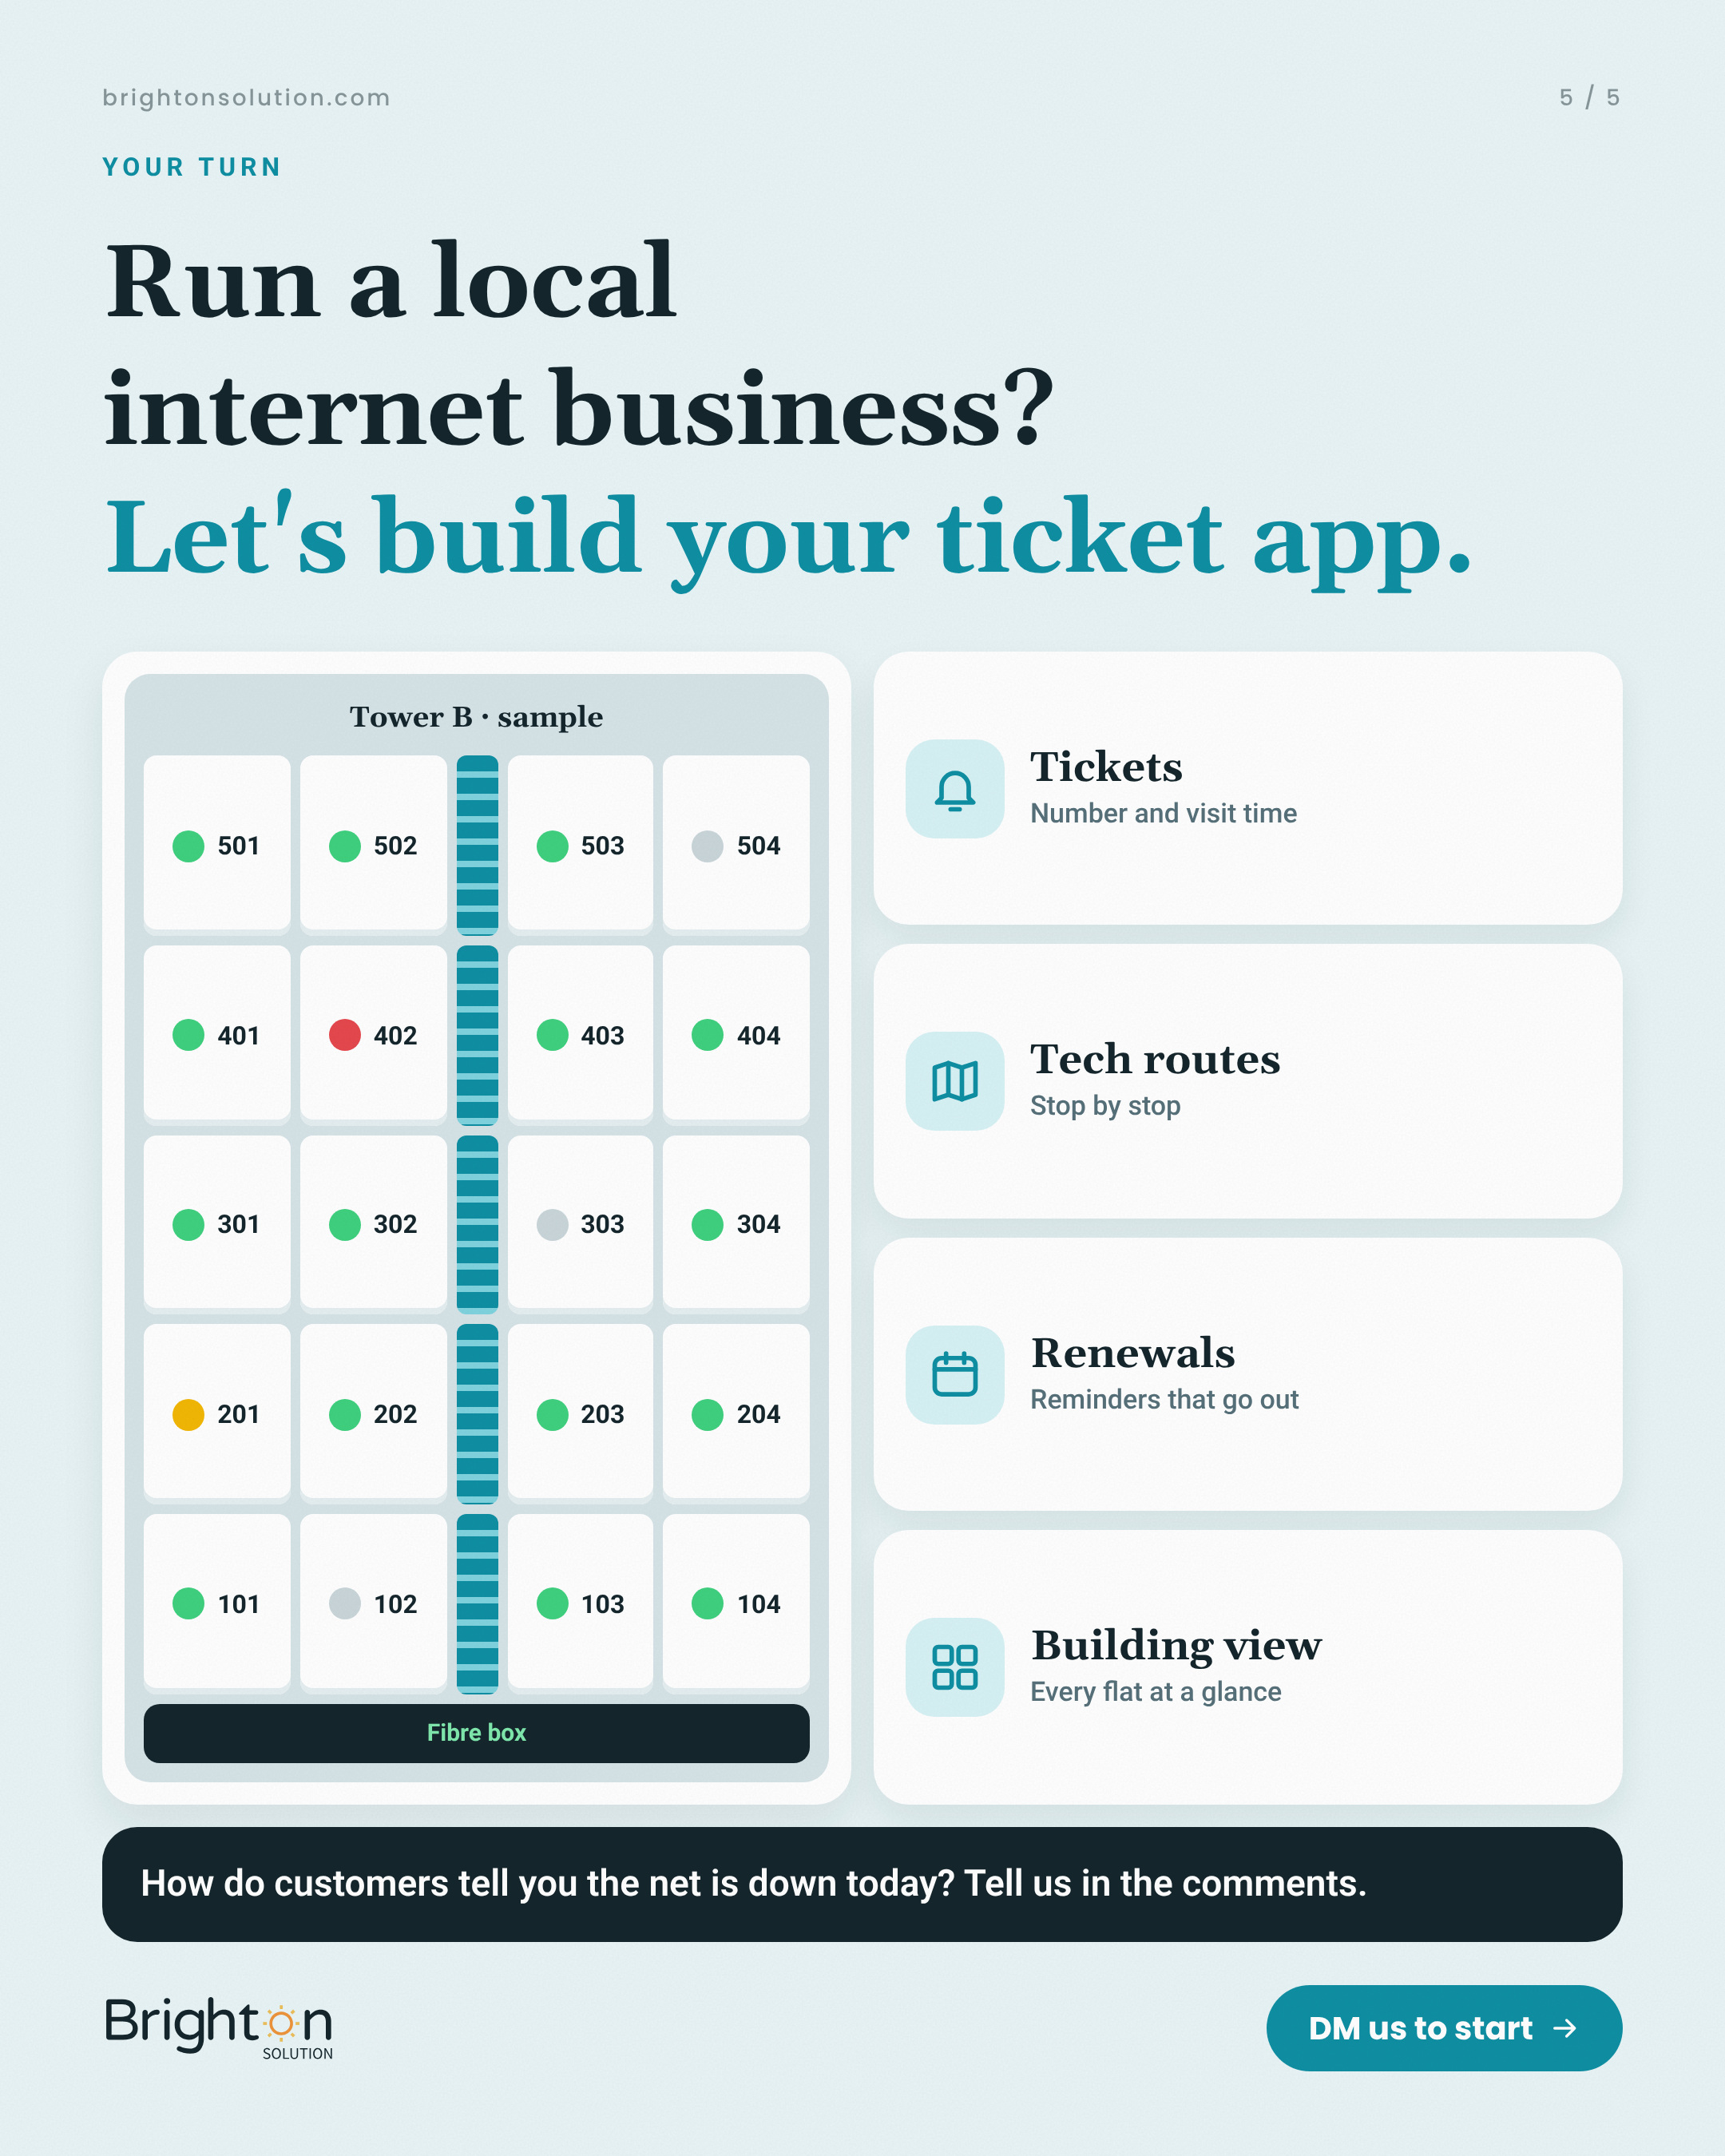 brightonsolution.com
5 / 5
YOUR TURN
Run a local
internet business?
Let's build your ticket app.
Tower B · sample
501 502 503 504
401 402 403 404
301 302 303 304
201 202 203 204
101 102 103 104
Fibre box
Tickets
Number and visit time
Tech routes
Stop by stop
Renewals
Reminders that go out
Building view
Every flat at a glance
How do customers tell you the net is down today? Tell us in the comments.
Brighton
SOLUTION
DM us to start →